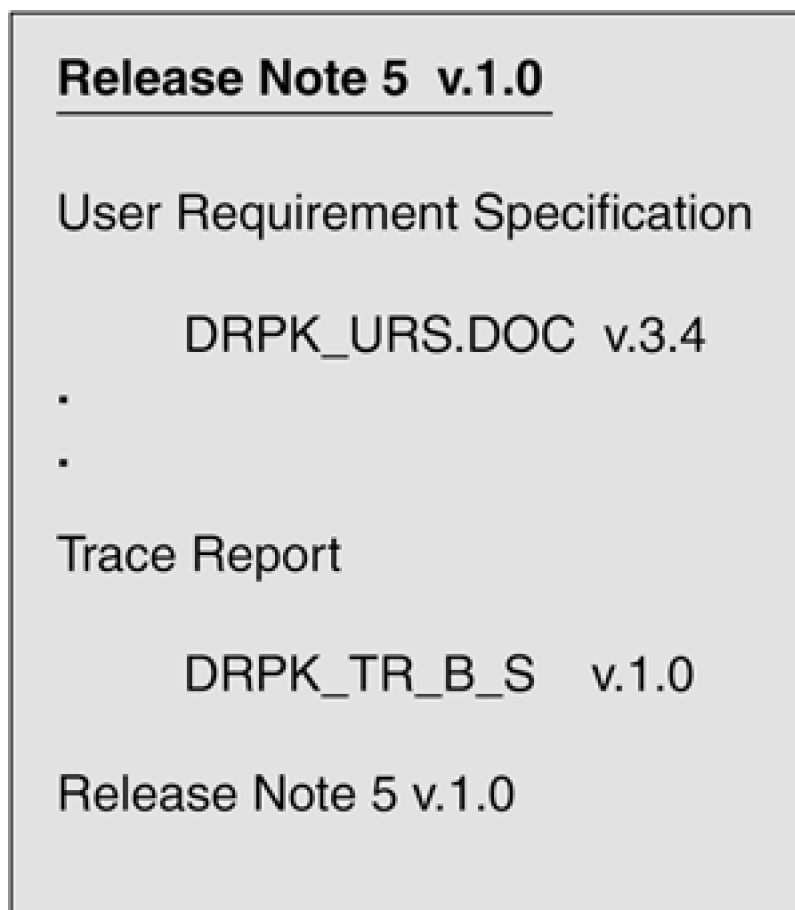 Release Note 5 v.1.0
User Requirement Specification
DRPK_URS.DOC v.3.4
.
.
Trace Report
DRPK_TR_B_S v.1.0
Release Note 5 v.1.0